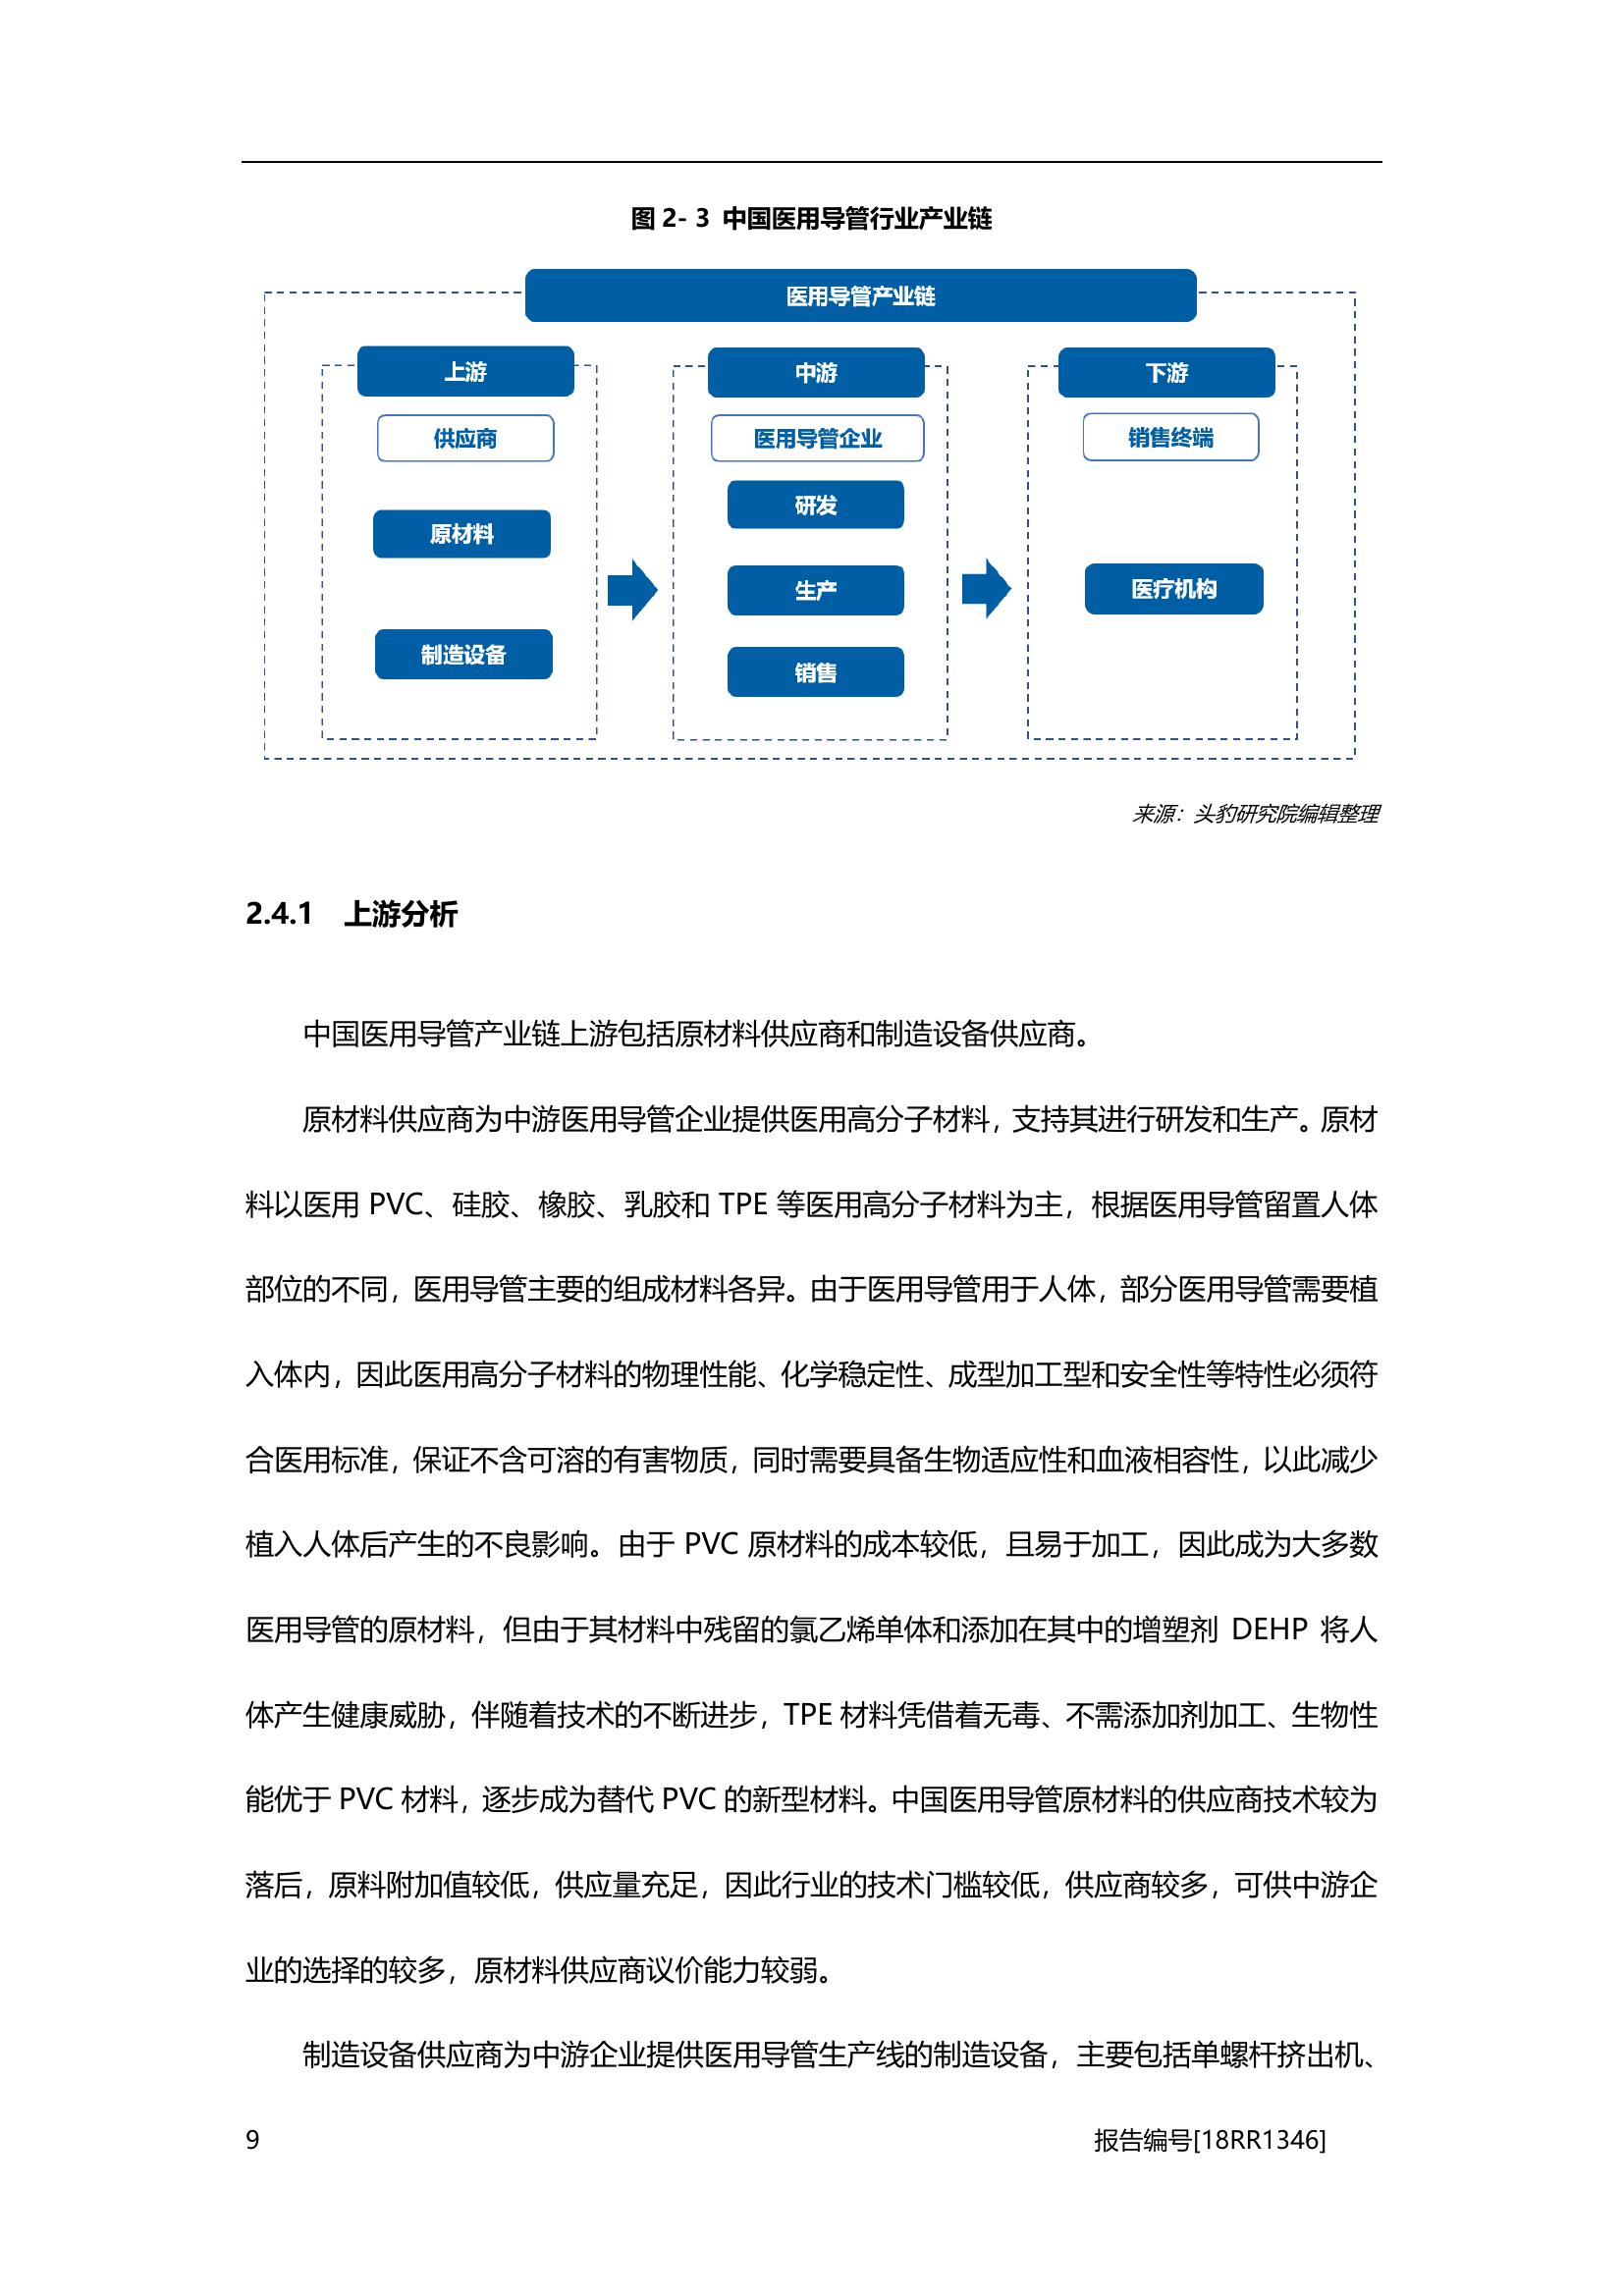 图 2- 3 中国医用导管行业产业链
医用导管产业链
上游
中游
下游
供应商
医用导管企业
销售终端
研发
原材料
生产
医疗机构
制造设备
销售
来源：头豹研究院编辑整理
2.4.1 上游分析
中国医用导管产业链上游包括原材料供应商和制造设备供应商。
原材料供应商为中游医用导管企业提供医用高分子材料，支持其进行研发和生产。原材
料以医用 PVC、硅胶、橡胶、乳胶和 TPE 等医用高分子材料为主，根据医用导管留置人体
部位的不同，医用导管主要的组成材料各异。由于医用导管用于人体，部分医用导管需要植
入体内，因此医用高分子材料的物理性能、化学稳定性、成型加工型和安全性等特性必须符
合医用标准，保证不含可溶的有害物质，同时需要具备生物适应性和血液相容性，以此减少
植入人体后产生的不良影响。由于 PVC 原材料的成本较低，且易于加工，因此成为大多数
医用导管的原材料，但由于其材料中残留的氯乙烯单体和添加在其中的增塑剂 DEHP 将人
体产生健康威胁，伴随着技术的不断进步，TPE 材料凭借着无毒、不需添加剂加工、生物性
能优于 PVC 材料，逐步成为替代 PVC 的新型材料。中国医用导管原材料的供应商技术较为
落后，原料附加值较低，供应量充足，因此行业的技术门槛较低，供应商较多，可供中游企
业的选择的较多，原材料供应商议价能力较弱。
制造设备供应商为中游企业提供医用导管生产线的制造设备，主要包括单螺杆挤出机、
9
报告编号[18RR1346]